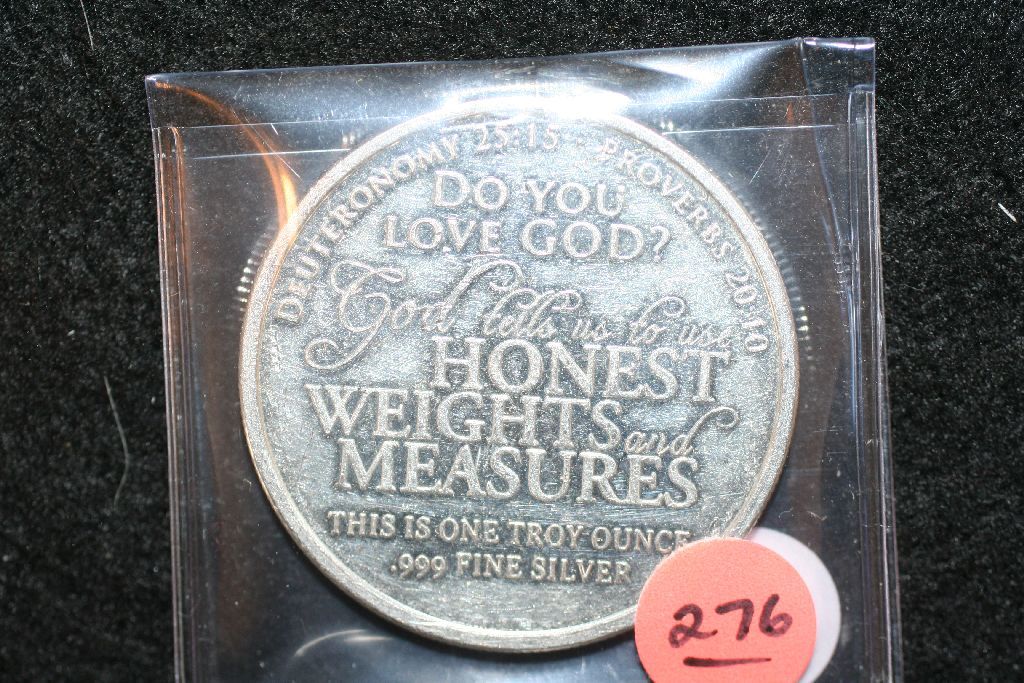 DEUTERONOMY 25:15 · PROVERBS 20:10
DO YOU
LOVE GOD?
God tells us to use
HONEST
WEIGHTS and
MEASURES
THIS IS ONE TROY OUNCE
.999 FINE SILVER
276